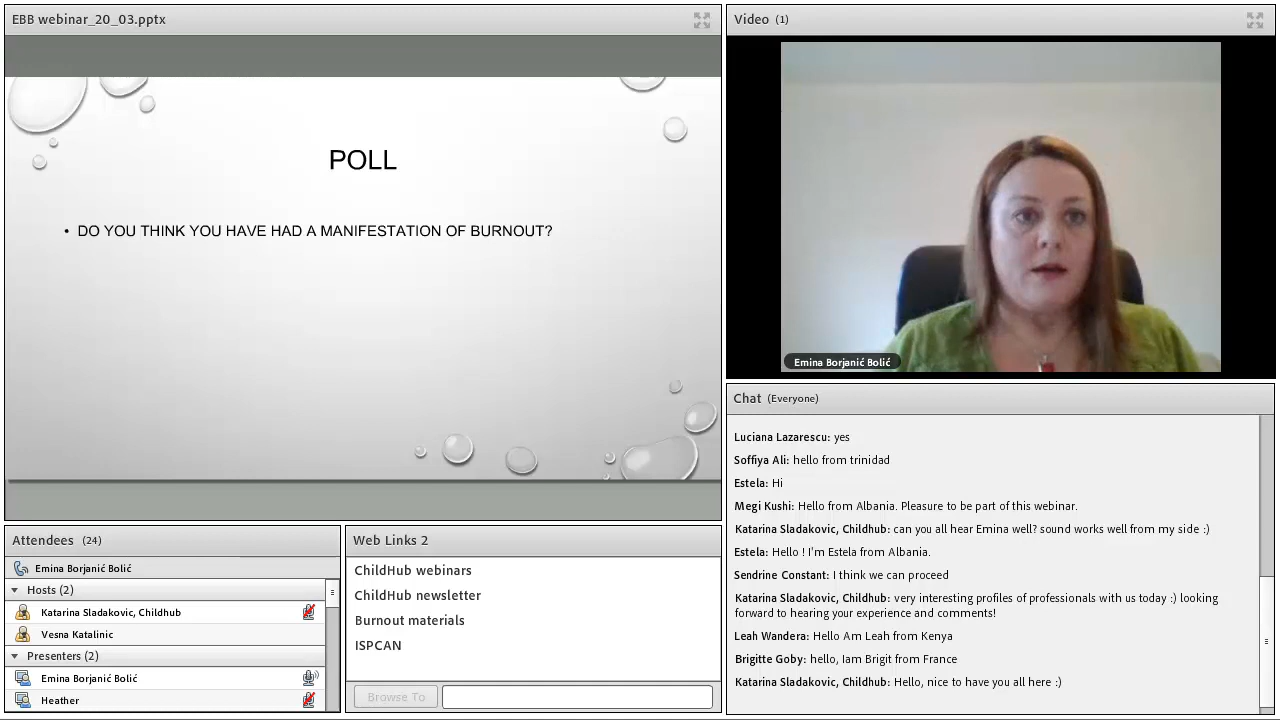 EBB webinar_20_03.pptx
POLL
• DO YOU THINK YOU HAVE HAD A MANIFESTATION OF BURNOUT?
Video (1)
Emina Borjanić Bolić
Chat (Everyone)
Luciana Lazarescu: yes
Soffiya Ali: hello from trinidad
Estela: Hi
Megi Kushi: Hello from Albania. Pleasure to be part of this webinar.
Katarina Sladakovic, Childhub: can you all hear Emina well? sound works well from my side :)
Estela: Hello ! I'm Estela from Albania.
Sendrine Constant: I think we can proceed
Katarina Sladakovic, Childhub: very interesting profiles of professionals with us today :) looking
forward to hearing your experience and comments!
Leah Wandera: Hello Am Leah from Kenya
Brigitte Goby: hello, Iam Brigit from France
Katarina Sladakovic, Childhub: Hello, nice to have you all here :)
Attendees (24)
Emina Borjanić Bolić
Hosts (2)
Katarina Sladakovic, Childhub
Vesna Katalinic
Presenters (2)
Emina Borjanić Bolić
Heather
Web Links 2
ChildHub webinars
ChildHub newsletter
Burnout materials
ISPCAN
Browse To